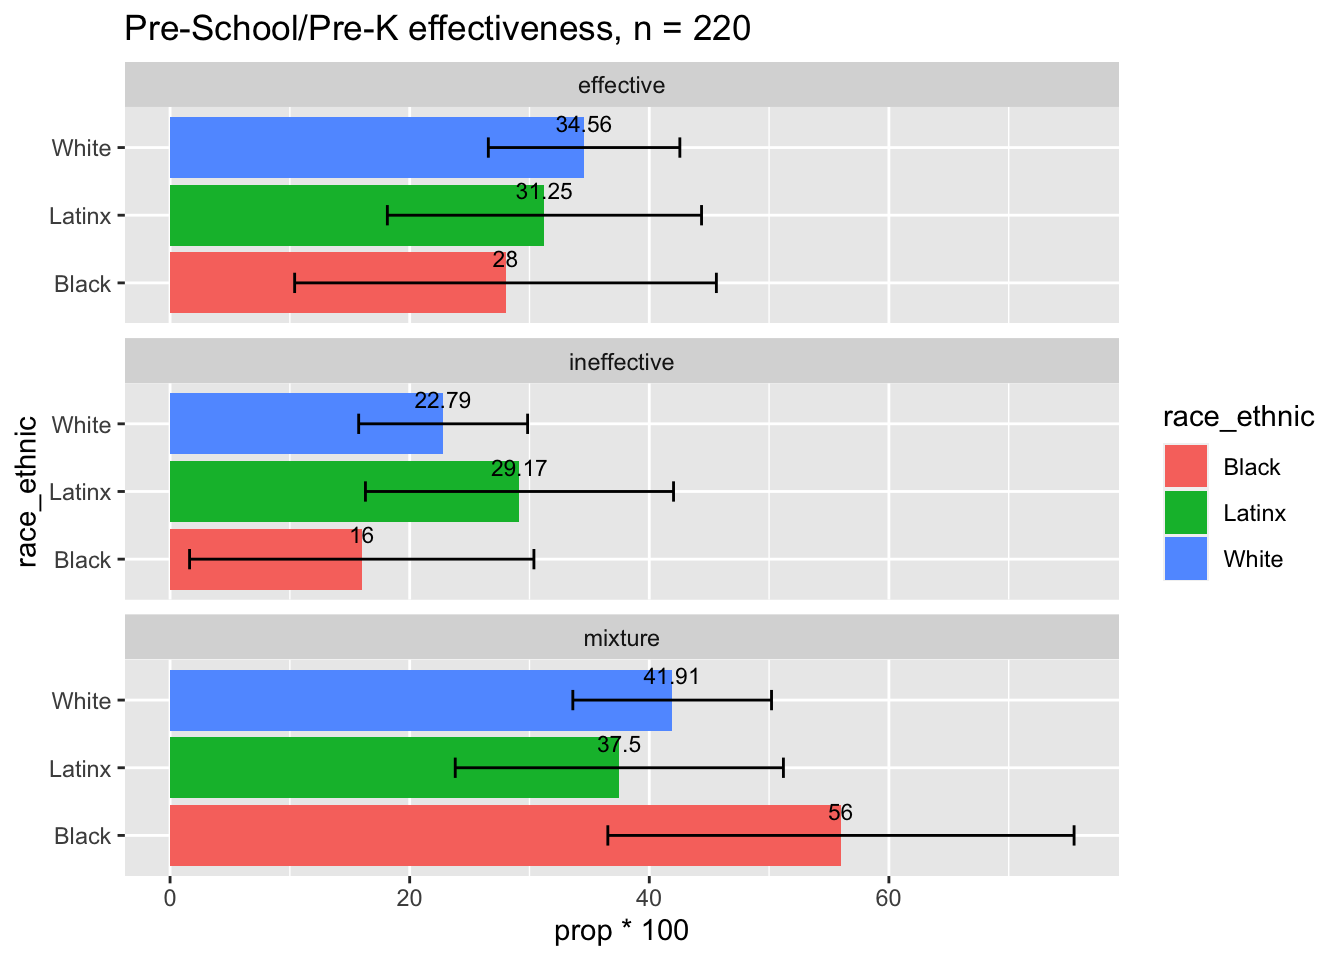 Pre-School/Pre-K effectiveness, n = 220
effective
White
34.56
Latinx
31.25
Black
28
ineffective
White
22.79
Latinx
29.17
Black
16
mixture
White
41.91
Latinx
37.5
Black
56
0 20 40 60
prop * 100
race_ethnic
race_ethnic
Black
Latinx
White